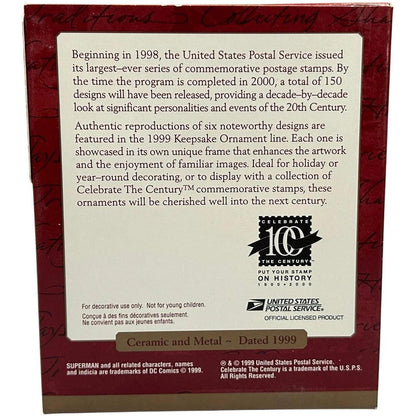 Traditions
Collecting
Beginning in 1998, the United States Postal Service issued
its largest–ever series of commemorative postage stamps. By
the time the program is completed in 2000, a total of 150
designs will have been released, providing a decade–by–decade
look at significant personalities and events of the 20th Century.
Authentic reproductions of six noteworthy designs are
featured in the 1999 Keepsake Ornament line. Each one is
showcased in its own unique frame that enhances the artwork
and the enjoyment of familiar images. Ideal for holiday or
year–round decorating, or to display with a collection of
Celebrate The Century™ commemorative stamps, these
ornaments will be cherished well into the next century.
CELEBRATE
100
THE CENTURY™
PUT YOUR STAMP
ON HISTORY
1900•2000
For decorative use only. Not for young children.
Conçu à des fins décoratives seulement.
Ne convient pas aux jeunes enfants.
UNITED STATES
POSTAL SERVICE®
OFFICIAL LICENSED PRODUCT
Ceramic and Metal ~ Dated 1999
SUPERMAN and all related characters, names
and indicia are trademarks of DC Comics © 1999.
® & © 1999 United States Postal Service.
Celebrate The Century is a trademark of the U.S.P.S.
All rights reserved.